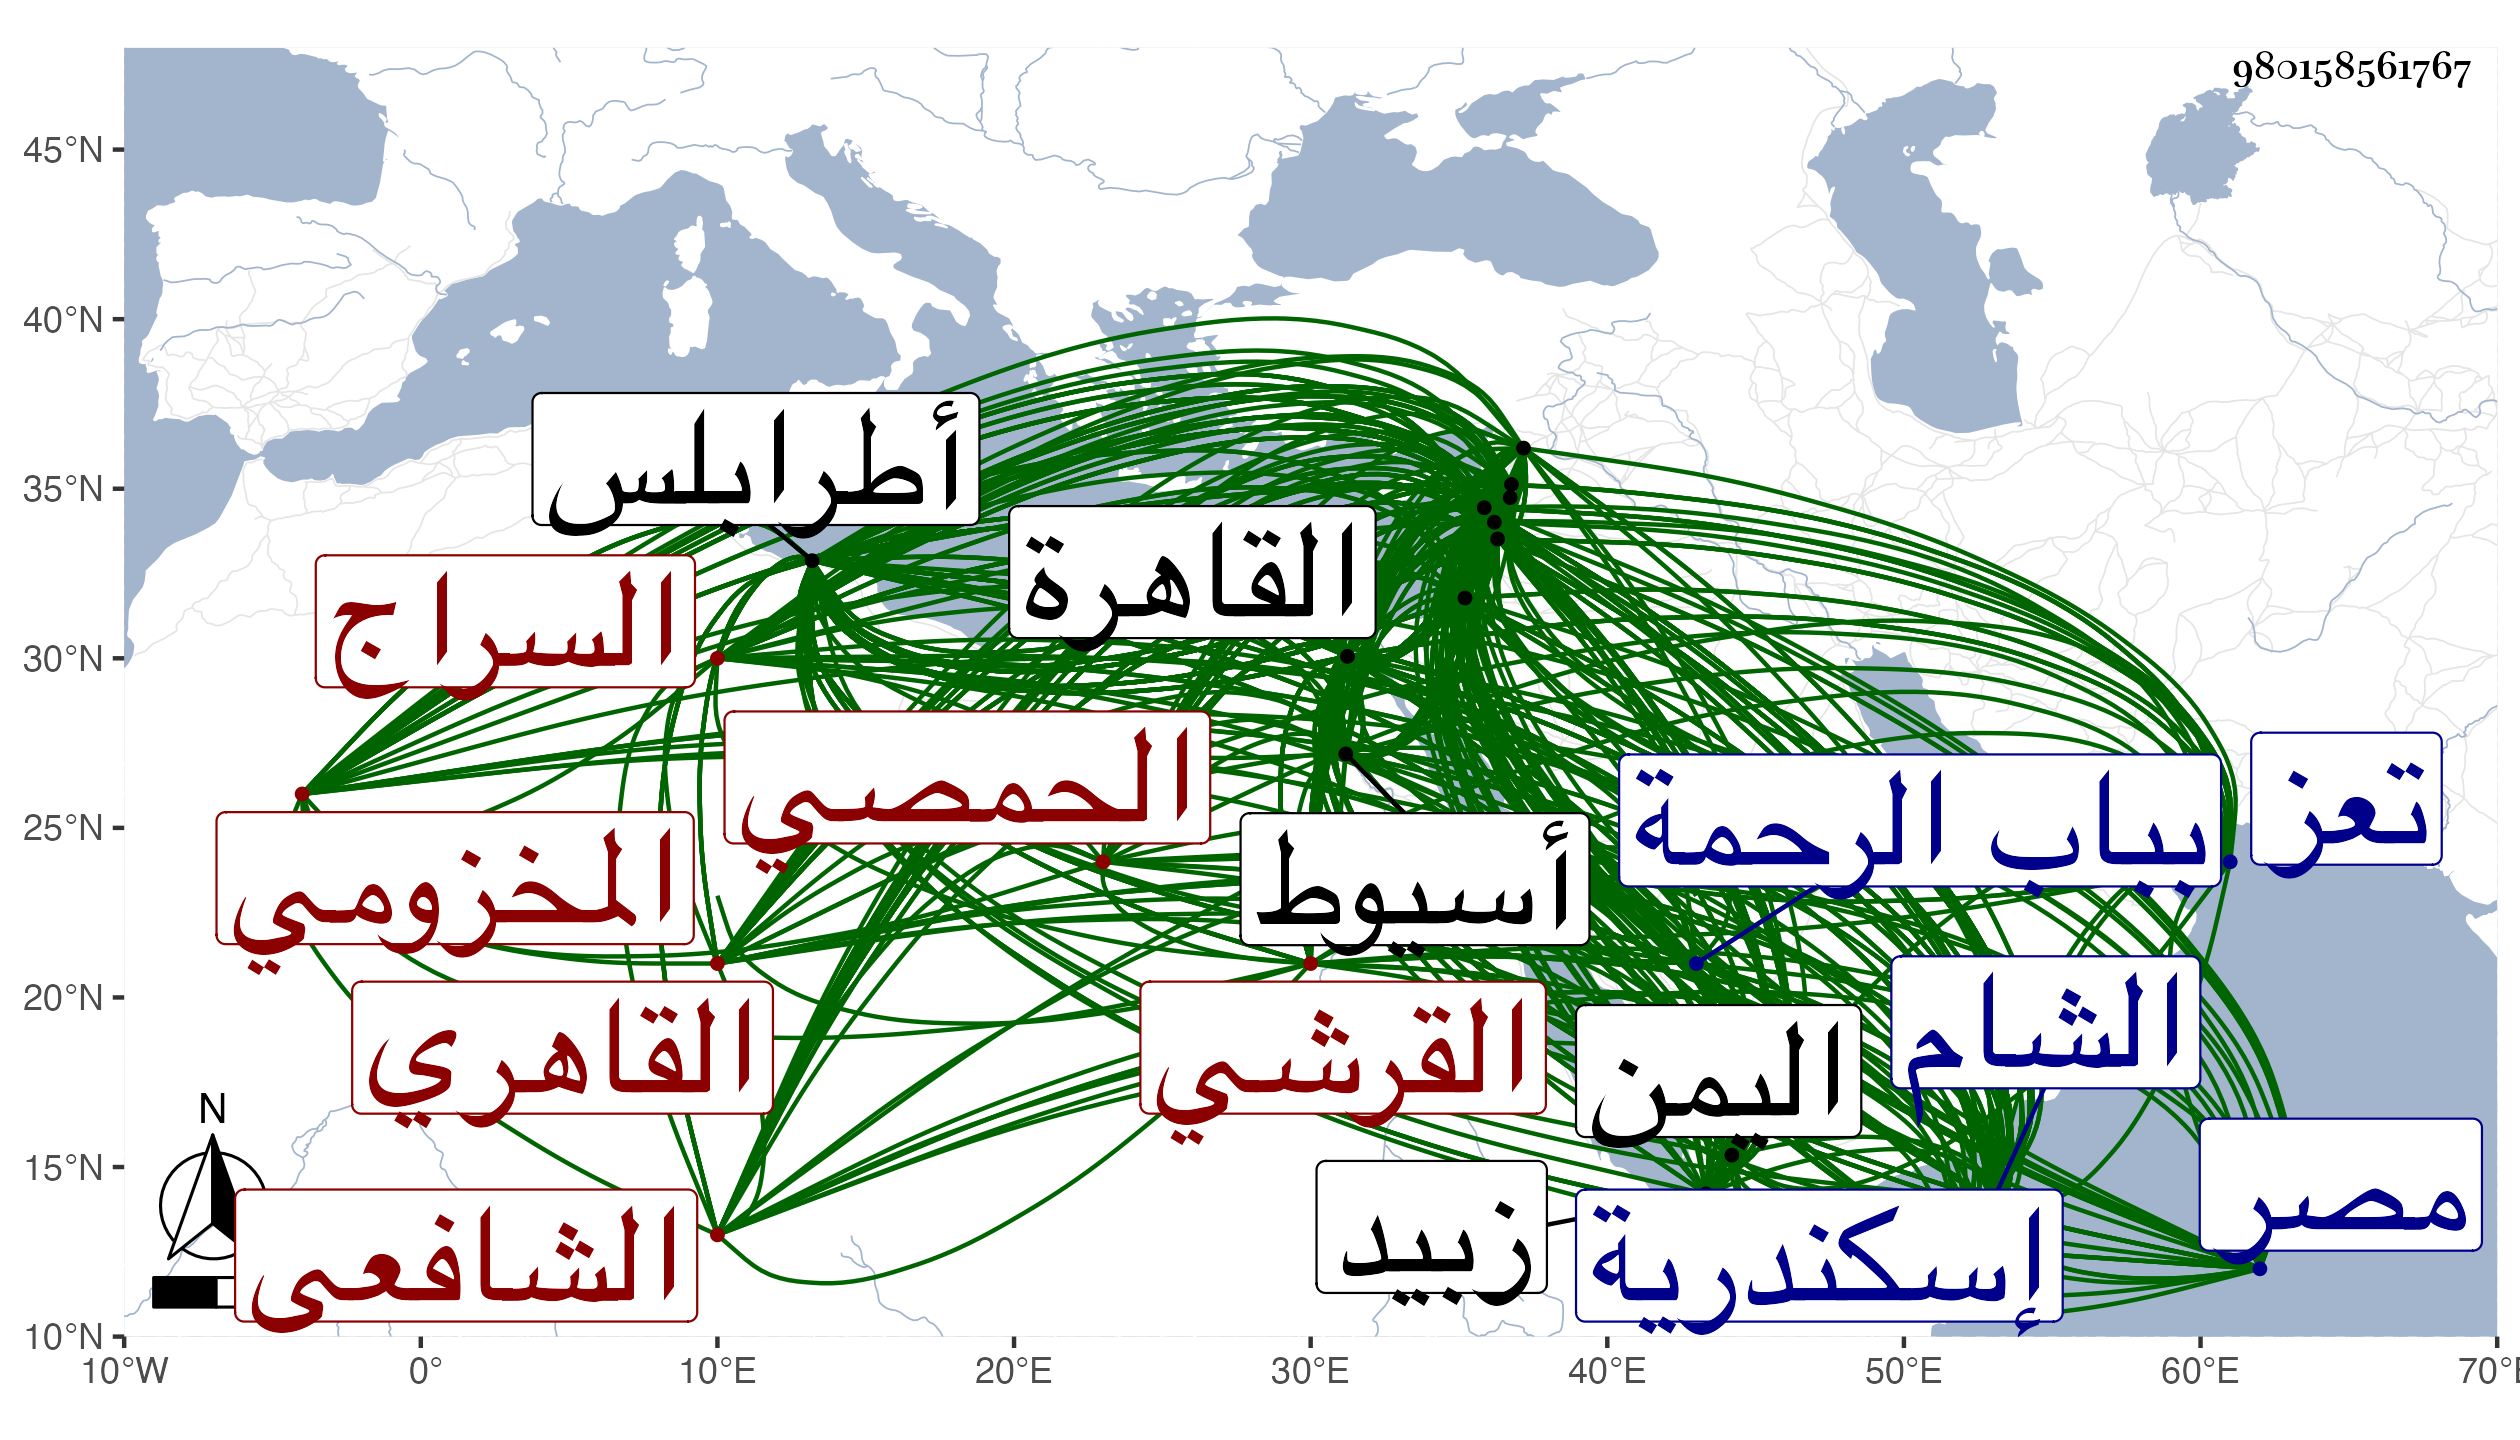 980158561767
45°N
40°N
35°N
30°N
25°N
20°N
15°N
10°N
أطرابلس
القاهرة
السراج
الحمصي
تعز
بباب الرحمة
أسيوط
المخزومي
الشام
القاهري
القرشي
اليمن
مصر
زبيد
إسكندرية
الشافعى
N
10°W 0° 10°E 20°E 30°E 40°E 50°E 60°E 70°E